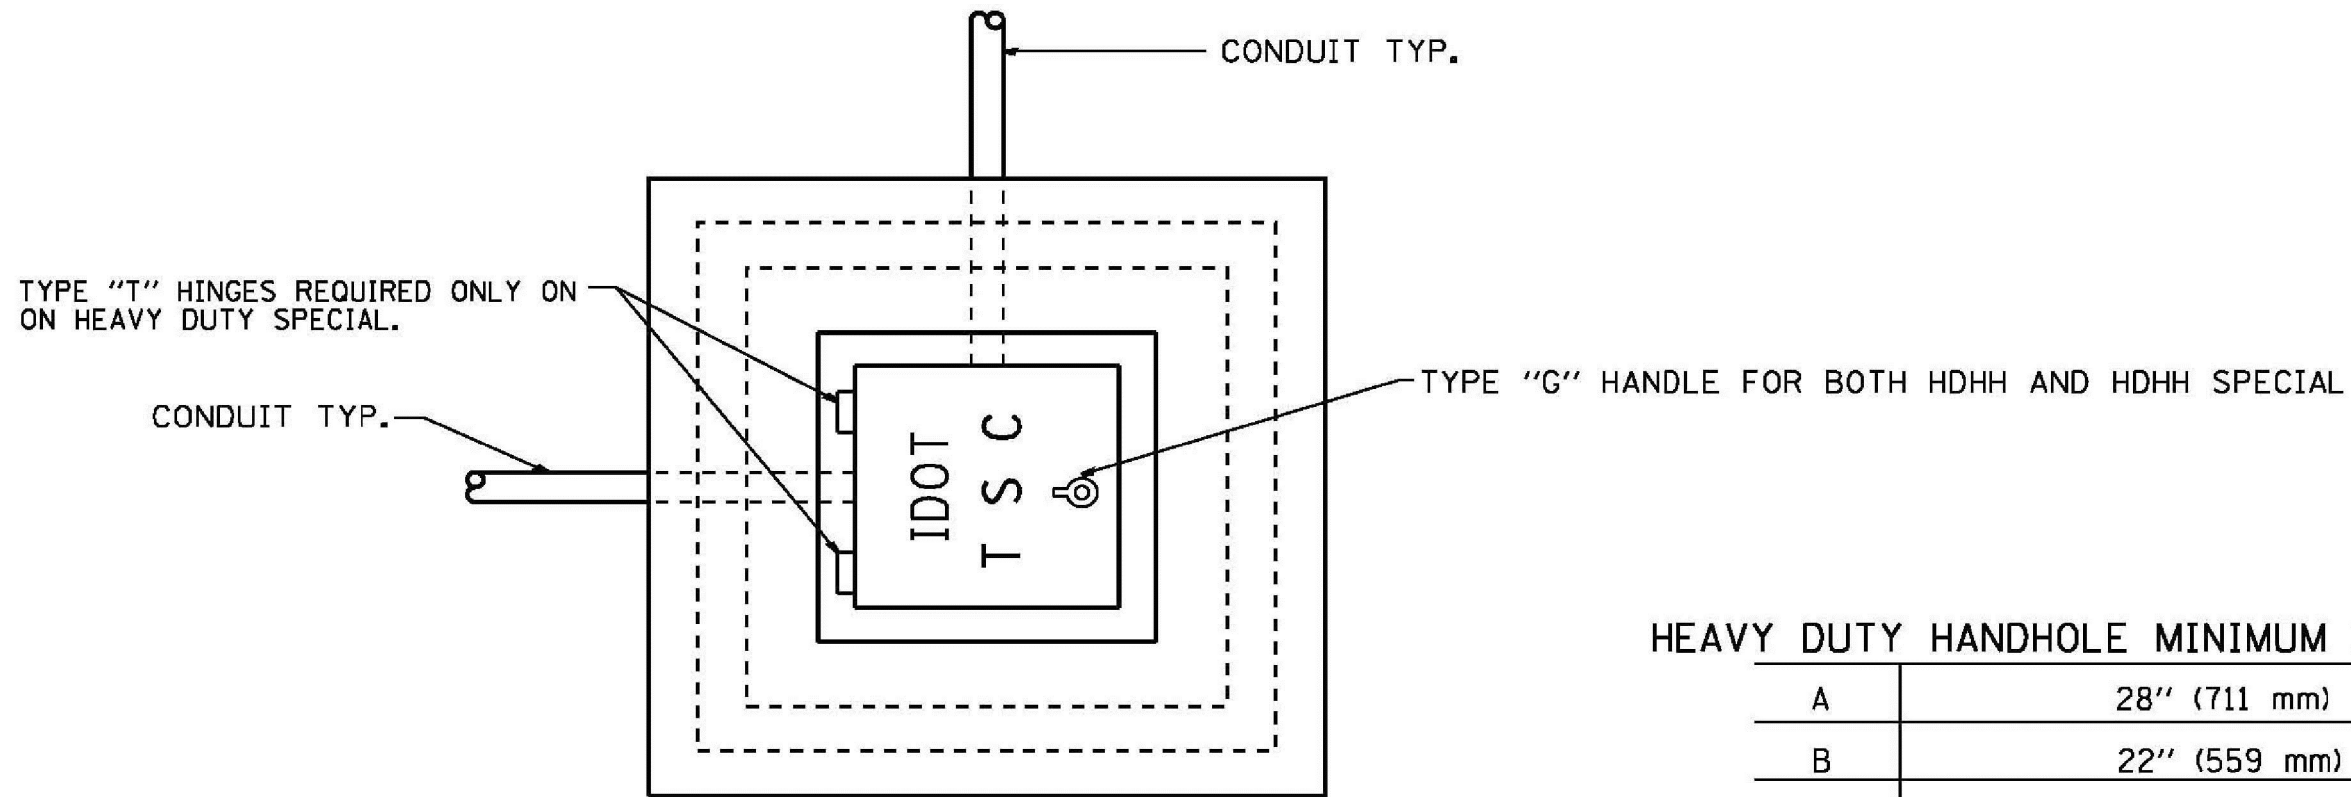 CONDUIT TYP.
TYPE "T" HINGES REQUIRED ONLY ON
ON HEAVY DUTY SPECIAL.
CONDUIT TYP.
TYPE "G" HANDLE FOR BOTH HDHH AND HDHH SPECIAL
IDOT
T S C
HEAVY DUTY HANDHOLE MINIMUM
A 28" (711 mm)
B 22" (559 mm)